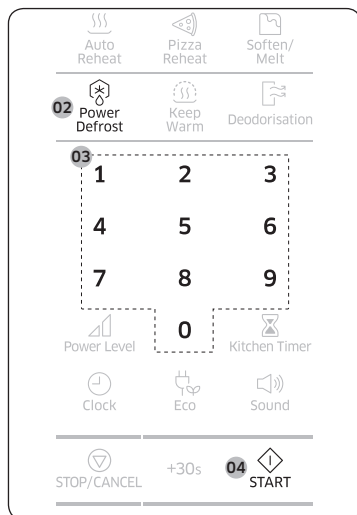 Auto Pizza Soften/
Reheat Reheat Melt
02 Power Keep Deodorisation
Defrost Warm
03
1 2 3
4 5 6
7 8 9
0
Power Level Kitchen Timer
Clock Eco Sound
STOP/CANCEL +30s 04 START